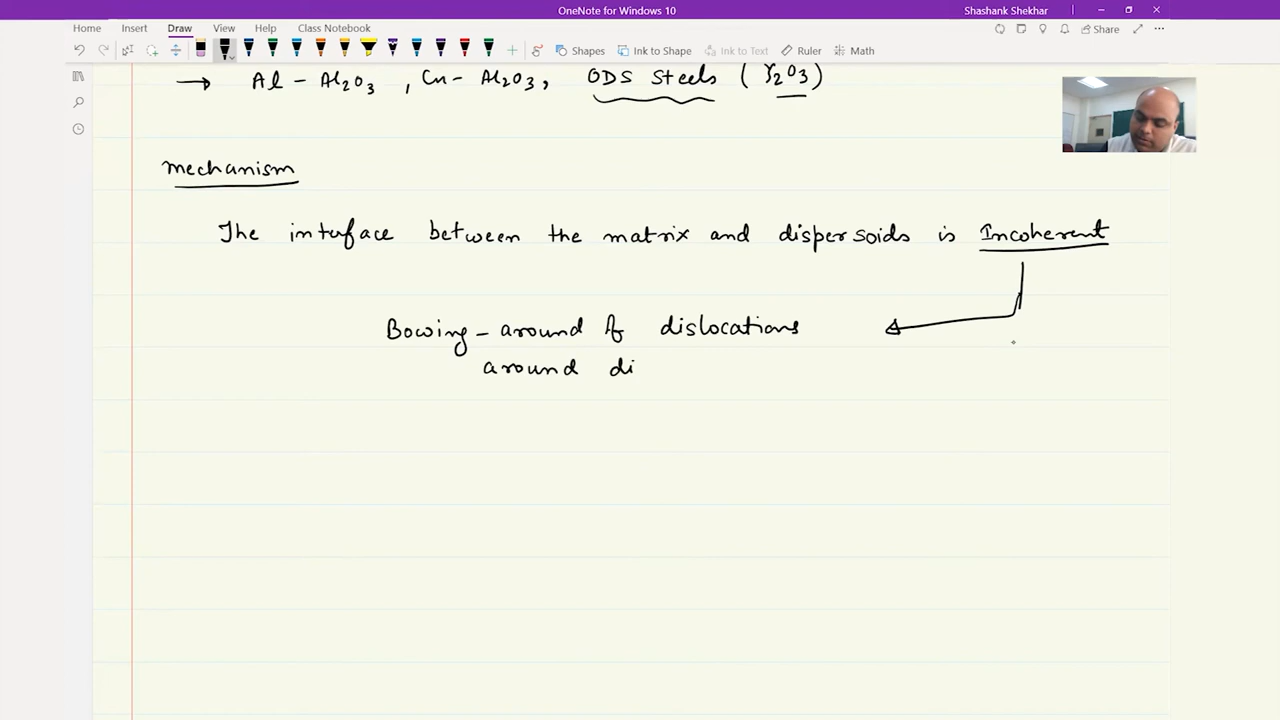 OneNote for Windows 10
Shashank Shekhar
Home Insert Draw View Help Class Notebook
Share
Shapes Ink to Shape Ink to Text Ruler Math
→ Al - Al2O3, Cu - Al2O3, ODS Steels (Y2O3)
Mechanism
The interface between the matrix and dispersoids is Incoherent
Bowing - around of dislocations
around di